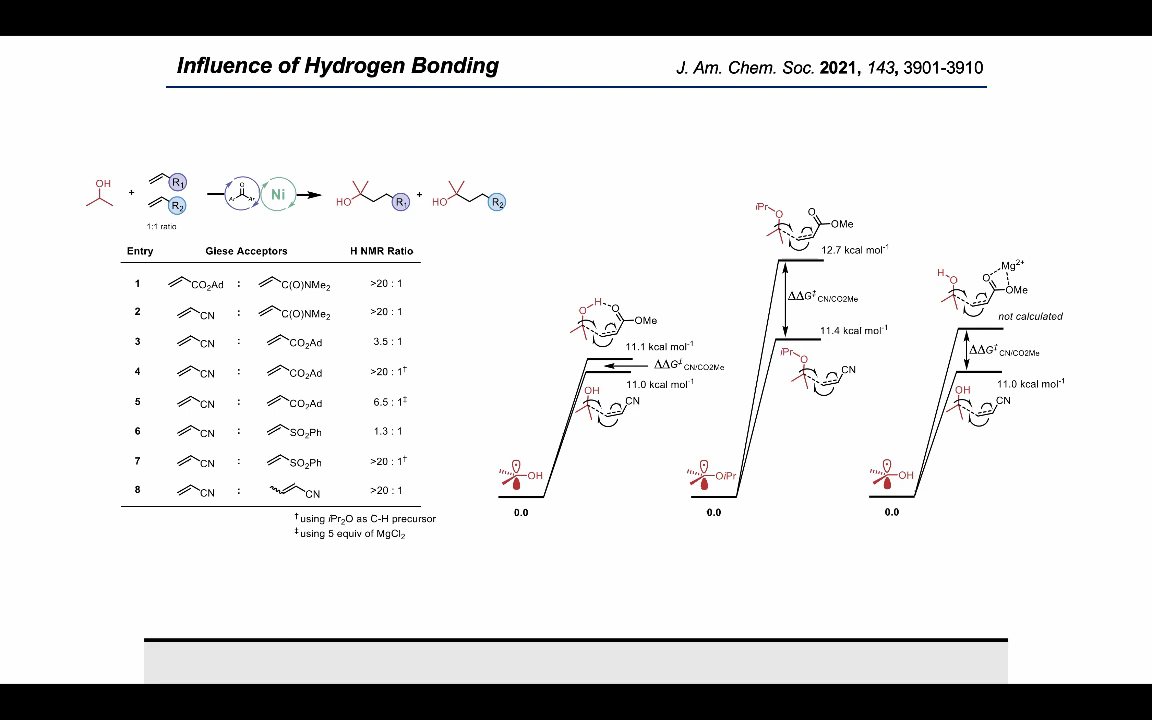 Influence of Hydrogen Bonding
J. Am. Chem. Soc. 2021, 143, 3901-3910
OH
+
R1
R2
1:1 ratio
O
Ar Ar
Ni
HO R1
+
HO R2
Entry Giese Acceptors H NMR Ratio
1 CO2Ad : C(O)NMe2 >20 : 1
2 CN : C(O)NMe2 >20 : 1
3 CN : CO2Ad 3.5 : 1
4 CN : CO2Ad >20 : 1†
5 CN : CO2Ad 6.5 : 1‡
6 CN : SO2Ph 1.3 : 1
7 CN : SO2Ph >20 : 1†
8 CN : CN >20 : 1
†using iPr2O as C-H precursor
‡using 5 equiv of MgCl2
H
O O
OMe
11.1 kcal mol-1
ΔΔG‡CN/CO2Me
11.0 kcal mol-1
OH
CN
OH
0.0
iPr
O O
OMe
12.7 kcal mol-1
ΔΔG‡CN/CO2Me
11.4 kcal mol-1
iPr
O
CN
OiPr
0.0
Mg2+
H
O O
OMe
not calculated
ΔΔG‡CN/CO2Me
11.0 kcal mol-1
OH
CN
OH
0.0